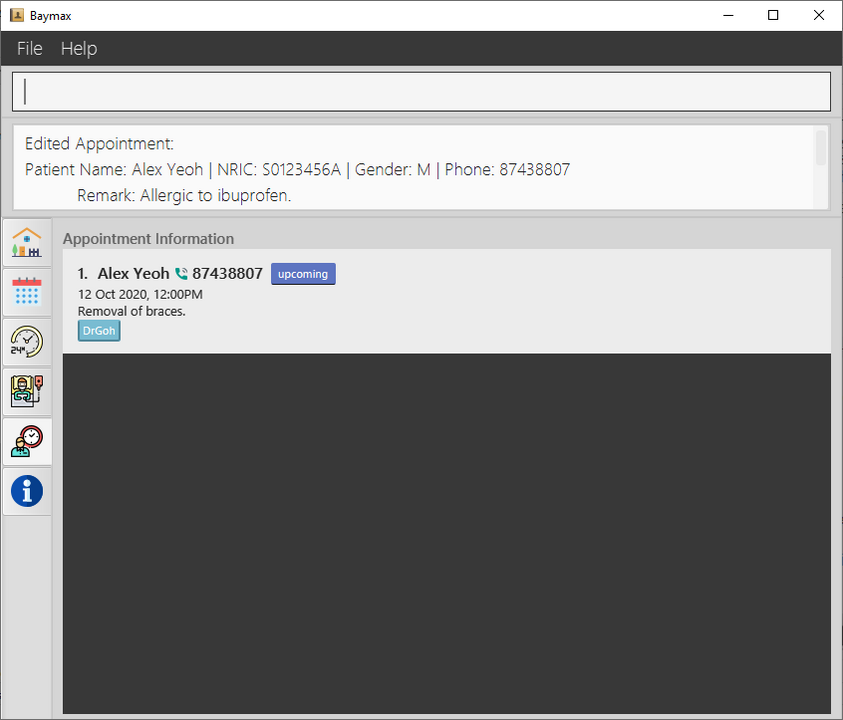 Baymax
File Help
Edited Appointment:
Patient Name: Alex Yeoh | NRIC: S0123456A | Gender: M | Phone: 87438807
Remark: Allergic to ibuprofen.
Appointment Information
1. Alex Yeoh 87438807 upcoming
12 Oct 2020, 12:00PM
Removal of braces.
DrGoh
24H